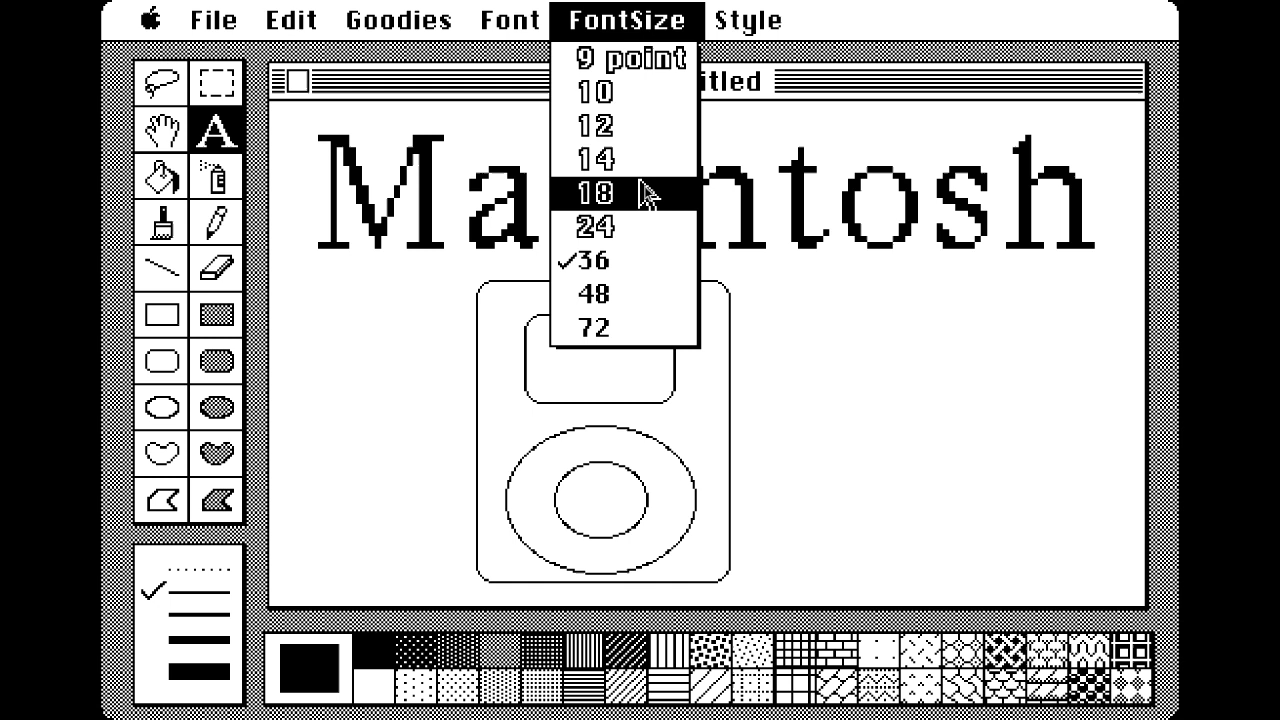 File Edit Goodies Font FontSize Style
9 point
10
12
14
18
24
✓36
48
72
itled
A
Ma ntosh